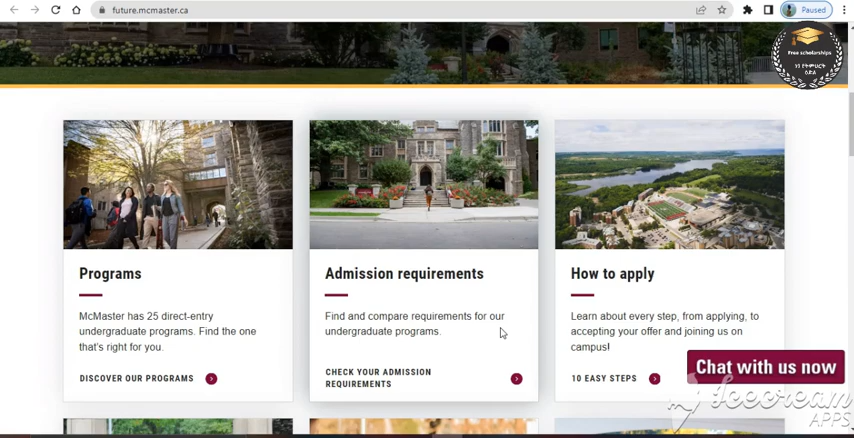 future.mcmaster.ca
Paused
Free scholarships
Programs
McMaster has 25 direct-entry
undergraduate programs. Find the one
that's right for you.
DISCOVER OUR PROGRAMS
Admission requirements
Find and compare requirements for our
undergraduate programs.
CHECK YOUR ADMISSION
REQUIREMENTS
How to apply
Learn about every step, from applying, to
accepting your offer and joining us on
campus!
10 EASY STEPS
Chat with us now
Icecream
APPS